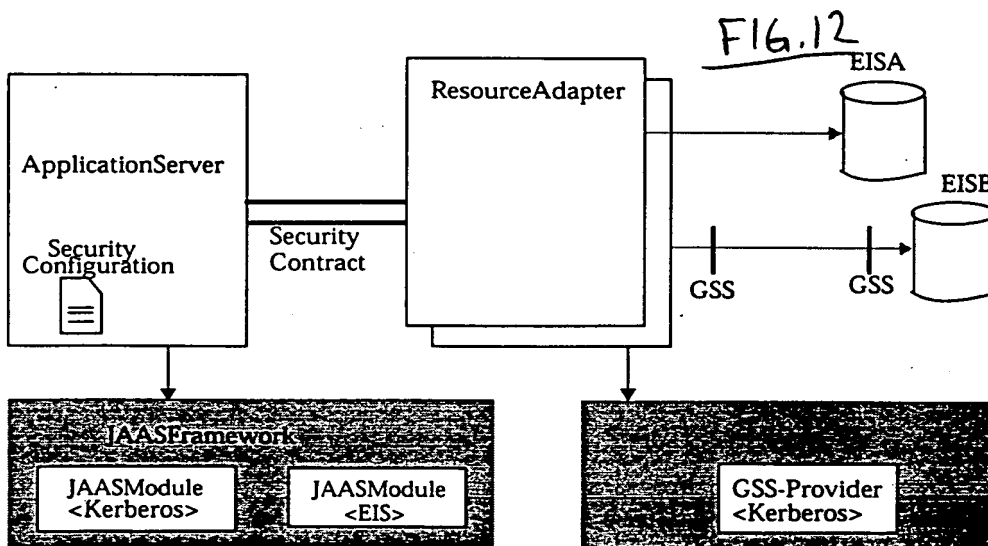 FIG.12
EISA
ResourceAdapter
ApplicationServer
EISB
Security
Configuration
Security
Contract
GSS
GSS
JAASFramework
JAASModule
<Kerberos>
JAASModule
<EIS>
GSS-Provider
<Kerberos>